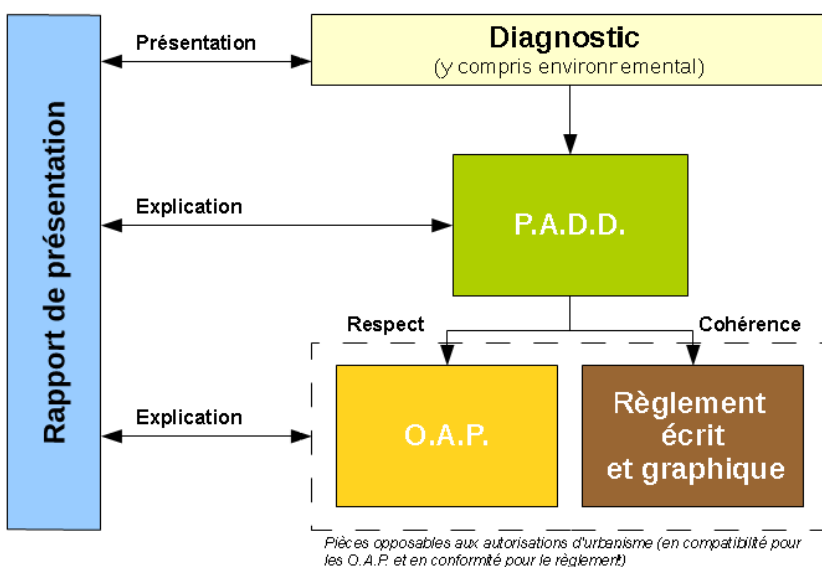 Rapport de présentation
Présentation
Diagnostic
(y compris environnemental)
Explication
P.A.D.D.
Respect
Cohérence
Explication
O.A.P.
Règlement
écrit
et graphique
Pièces opposables aux autorisations d'urbanisme (en compatibilité pour
les O.A.P. et en conformité pour le règlement)